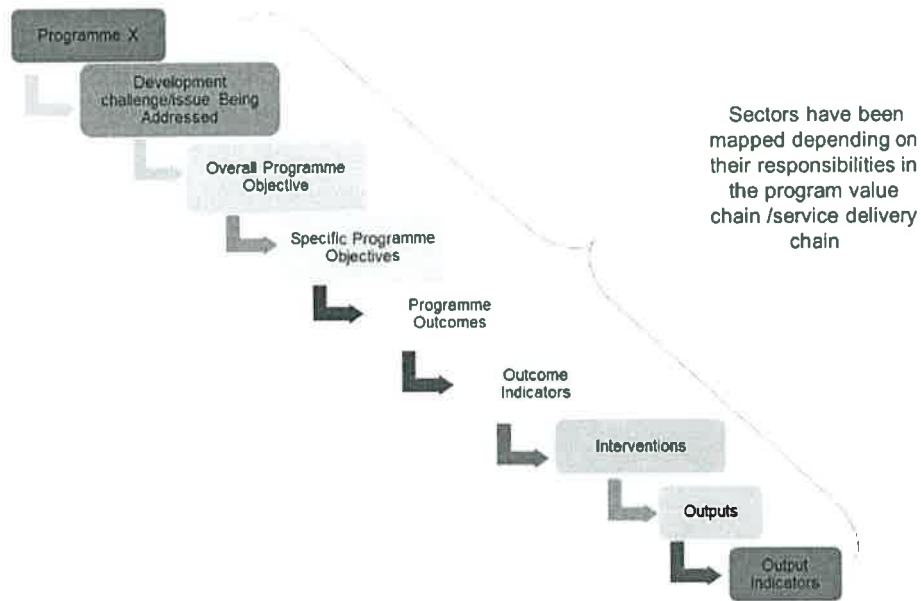 Programme X
Development
challenge/issue Being
Addressed
Overall Programme
Objective
Specific Programme
Objectives
Programme
Outcomes
Outcome
Indicators
Interventions
Outputs
Output
Indicators
Sectors have been
mapped depending on
their responsibilities in
the program value
chain /service delivery
chain